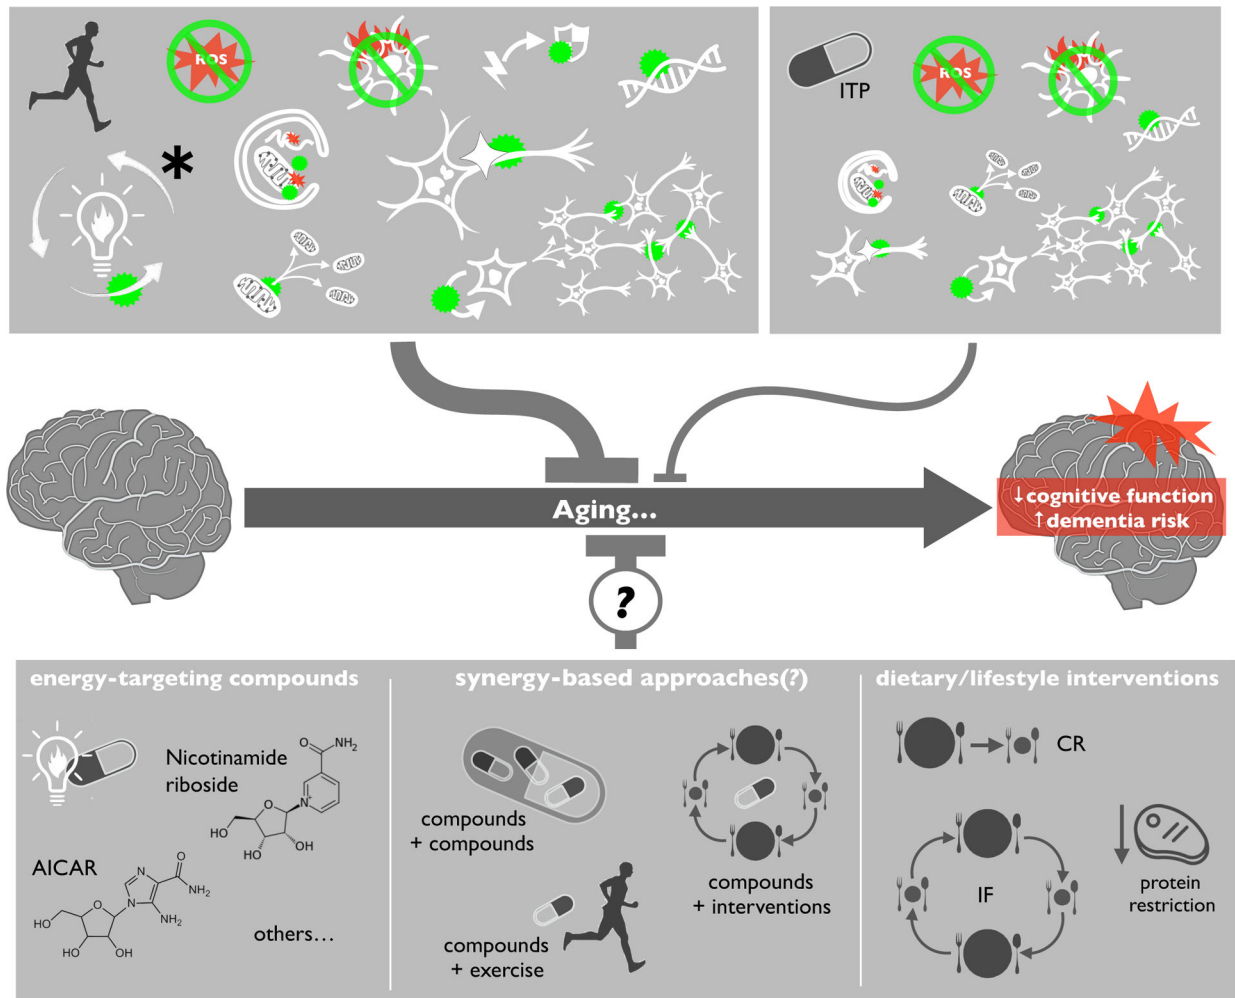 ROS
*
ROS
ITP
↓cognitive function
↑dementia risk
Aging...
?
energy-targeting compounds
synergy-based approaches(?)
dietary/lifestyle interventions
Nicotinamide
riboside
O
NH₂
N⁺
O
HO
HO
OH
AICAR
N
O
NH₂
N
NH₂
O
HO
OH
OH
others...
compounds
+ compounds
compounds
+ interventions
compounds
+ exercise
CR
IF
protein
restriction